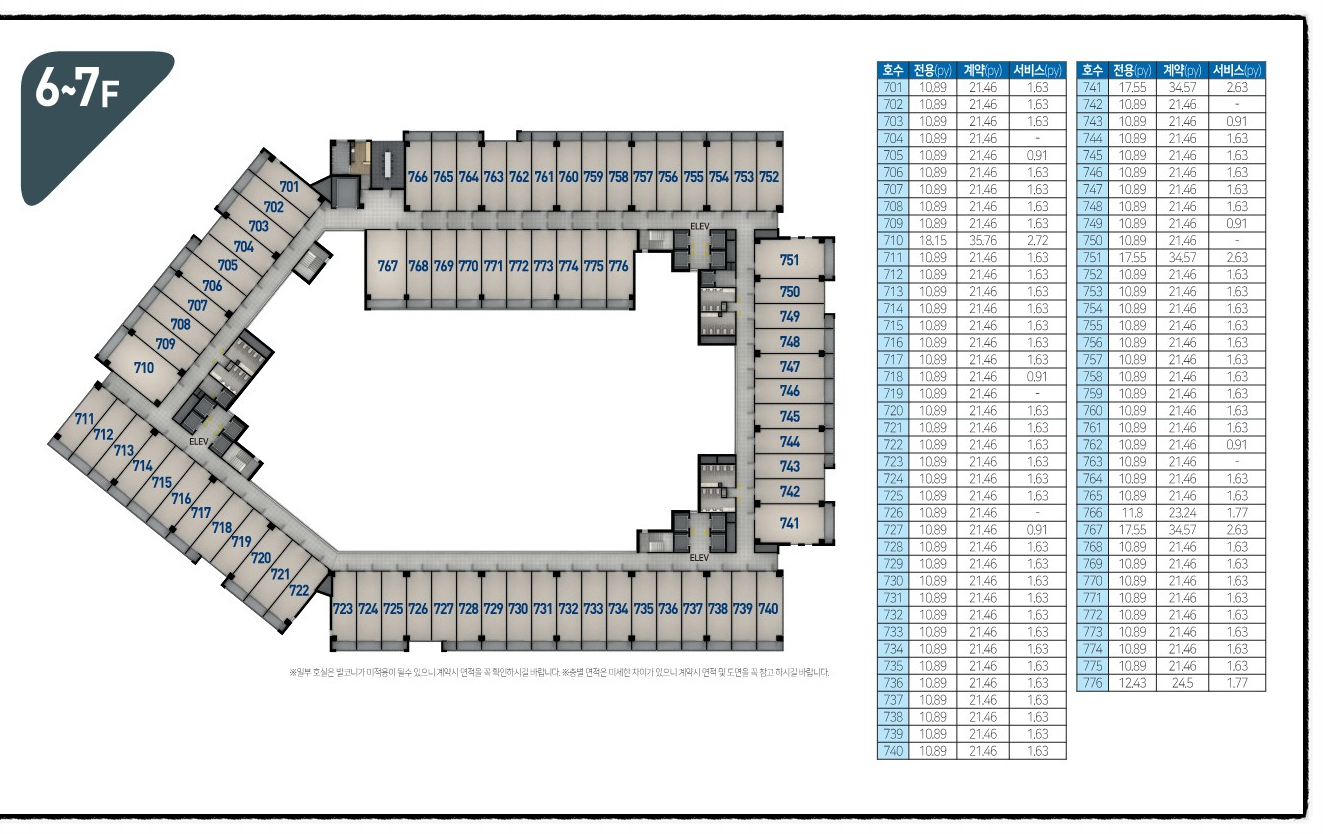 6~7F
766 765 764 763 762 761 760 759 758 757 756 755 754 753 752
701
702
703
704
705
706
707
708
709
710
767 768 769 770 771 772 773 774 775 776
ELEV
751
750
749
748
747
746
745
744
743
742
741
ELEV
711
712
713
714
715
716
717
718
719
720
721
722
ELEV
723 724 725 726 727 728 729 730 731 732 733 734 735 736 737 738 739 740
※일부 호실은 발코니가 미적용이 될수 있으니 계약시 면적을 꼭 확인하시길 바랍니다. ※층별 면적은 미세한 차이가 있으니 계약시 면적 및 도면을 꼭 참고 하시길 바랍니다.
호수 전용(py) 계약(py) 서비스(py)
701 10.89 21.46 1.63
702 10.89 21.46 1.63
703 10.89 21.46 1.63
704 10.89 21.46 -
705 10.89 21.46 0.91
706 10.89 21.46 1.63
707 10.89 21.46 1.63
708 10.89 21.46 1.63
709 10.89 21.46 1.63
710 18.15 35.76 2.72
711 10.89 21.46 1.63
712 10.89 21.46 1.63
713 10.89 21.46 1.63
714 10.89 21.46 1.63
715 10.89 21.46 1.63
716 10.89 21.46 1.63
717 10.89 21.46 1.63
718 10.89 21.46 0.91
719 10.89 21.46 -
720 10.89 21.46 1.63
721 10.89 21.46 1.63
722 10.89 21.46 1.63
723 10.89 21.46 1.63
724 10.89 21.46 1.63
725 10.89 21.46 1.63
726 10.89 21.46 -
727 10.89 21.46 0.91
728 10.89 21.46 1.63
729 10.89 21.46 1.63
730 10.89 21.46 1.63
731 10.89 21.46 1.63
732 10.89 21.46 1.63
733 10.89 21.46 1.63
734 10.89 21.46 1.63
735 10.89 21.46 1.63
736 10.89 21.46 1.63
737 10.89 21.46 1.63
738 10.89 21.46 1.63
739 10.89 21.46 1.63
740 10.89 21.46 1.63
호수 전용(py) 계약(py) 서비스(py)
741 17.55 34.57 2.63
742 10.89 21.46 -
743 10.89 21.46 0.91
744 10.89 21.46 1.63
745 10.89 21.46 1.63
746 10.89 21.46 1.63
747 10.89 21.46 1.63
748 10.89 21.46 1.63
749 10.89 21.46 0.91
750 10.89 21.46 -
751 17.55 34.57 2.63
752 10.89 21.46 1.63
753 10.89 21.46 1.63
754 10.89 21.46 1.63
755 10.89 21.46 1.63
756 10.89 21.46 1.63
757 10.89 21.46 1.63
758 10.89 21.46 1.63
759 10.89 21.46 1.63
760 10.89 21.46 1.63
761 10.89 21.46 1.63
762 10.89 21.46 0.91
763 10.89 21.46 -
764 10.89 21.46 1.63
765 10.89 21.46 1.63
766 11.8 23.24 1.77
767 17.55 34.57 2.63
768 10.89 21.46 1.63
769 10.89 21.46 1.63
770 10.89 21.46 1.63
771 10.89 21.46 1.63
772 10.89 21.46 1.63
773 10.89 21.46 1.63
774 10.89 21.46 1.63
775 10.89 21.46 1.63
776 12.43 24.5 1.77